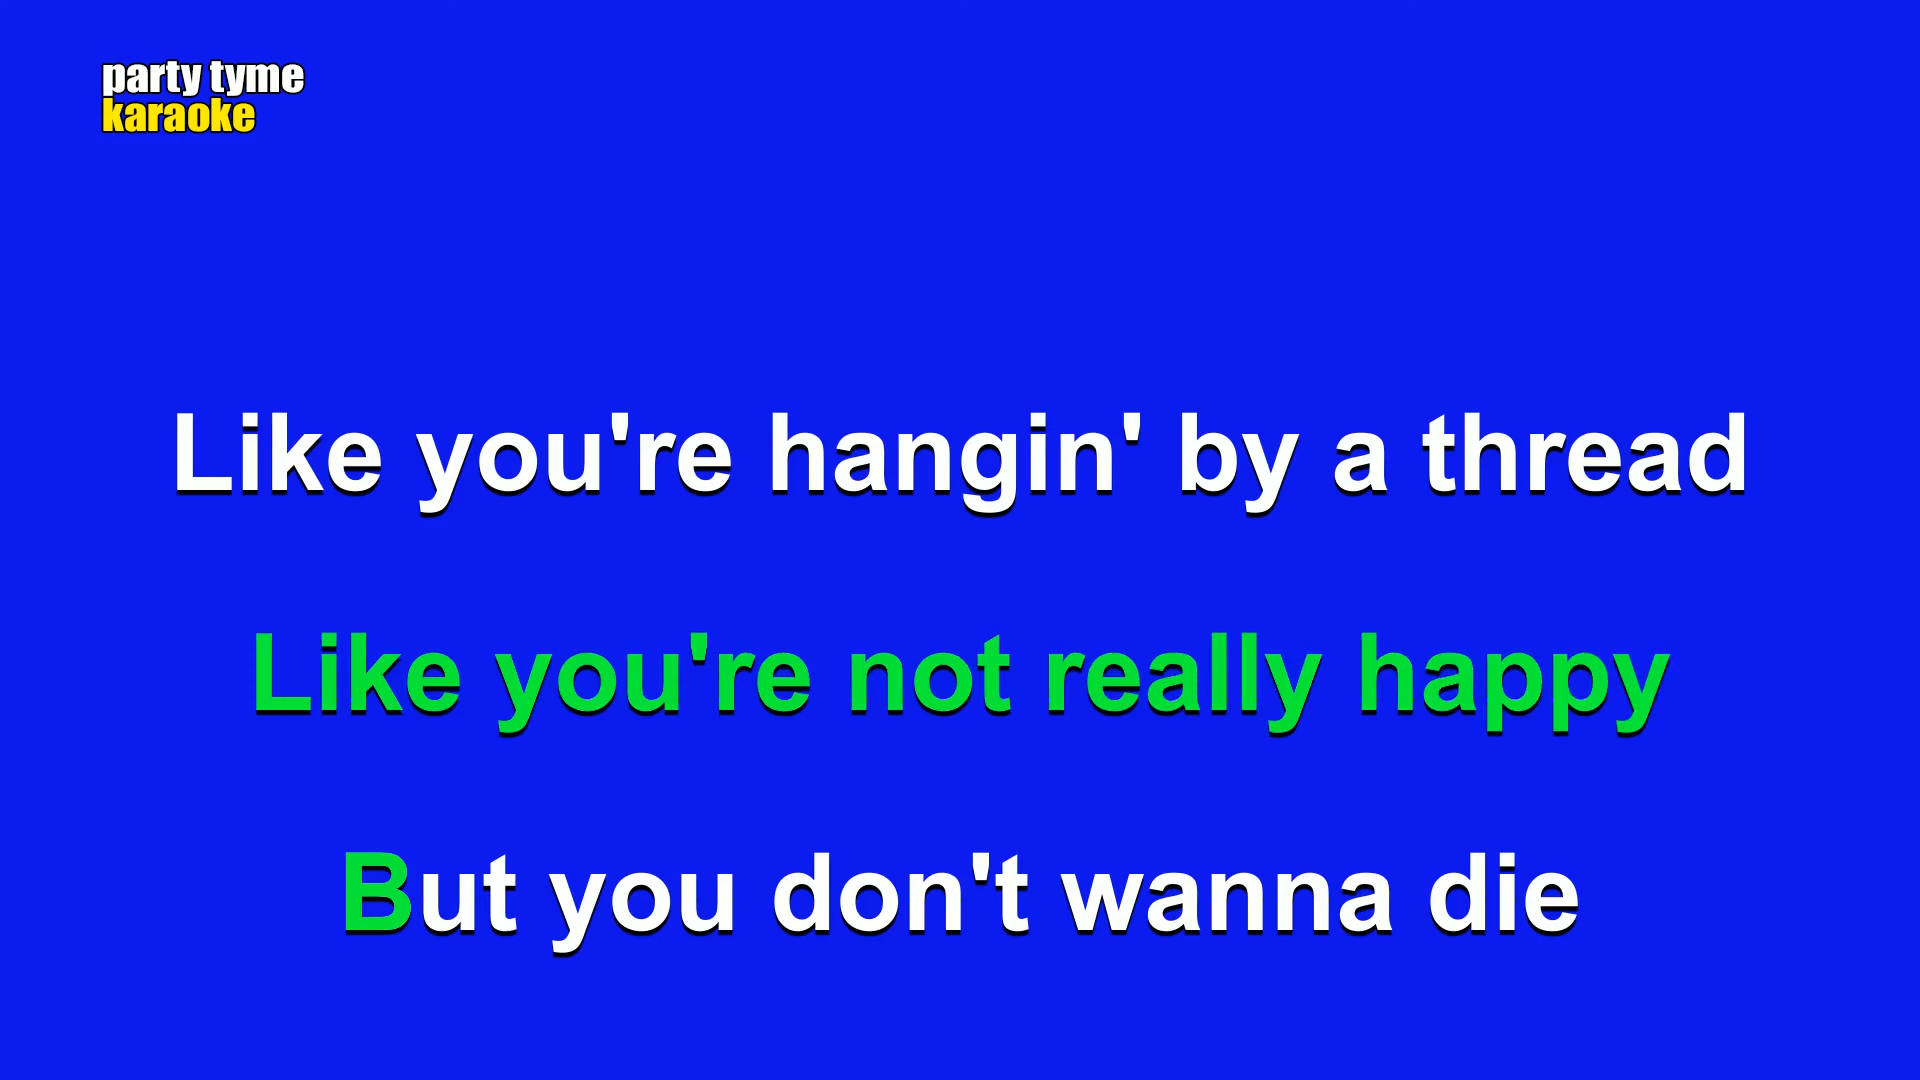 party tyme
karaoke
Like you're hangin' by a thread
Like you're not really happy
But you don't wanna die